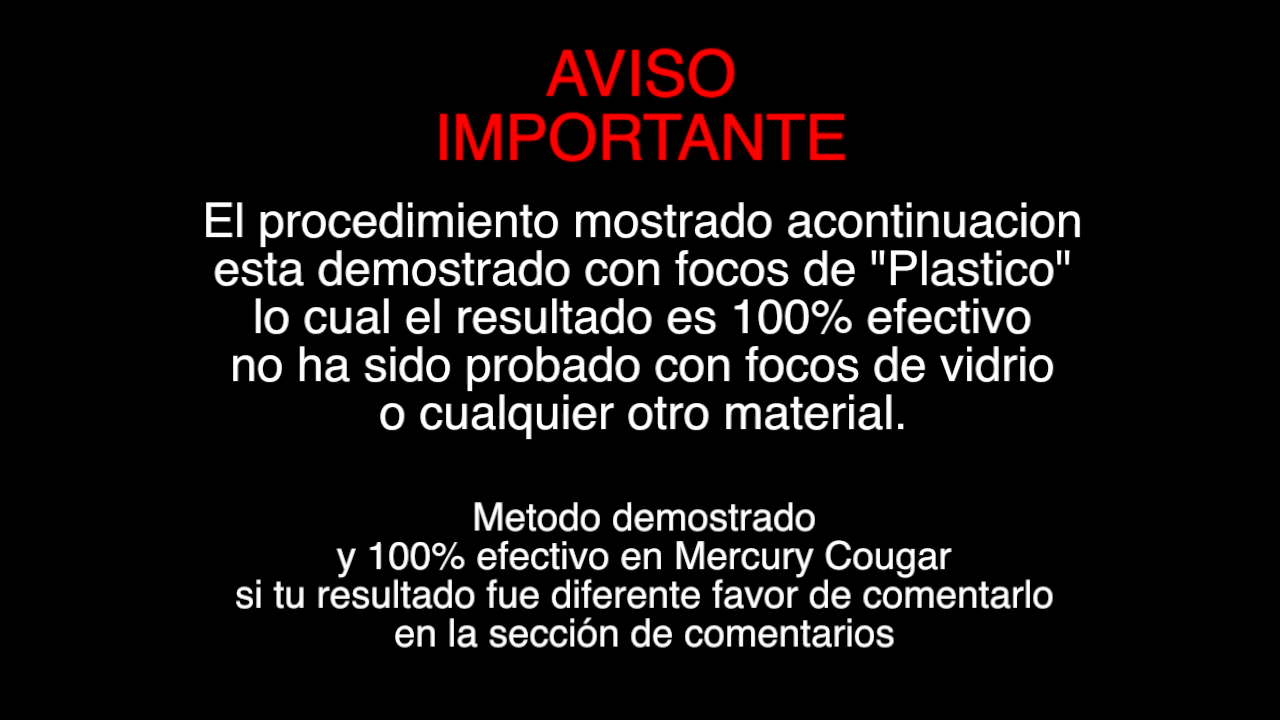 AVISO
IMPORTANTE
El procedimiento mostrado acontinuacion
esta demostrado con focos de "Plastico"
lo cual el resultado es 100% efectivo
no ha sido probado con focos de vidrio
o cualquier otro material.
Metodo demostrado
y 100% efectivo en Mercury Cougar
si tu resultado fue diferente favor de comentarlo
en la sección de comentarios